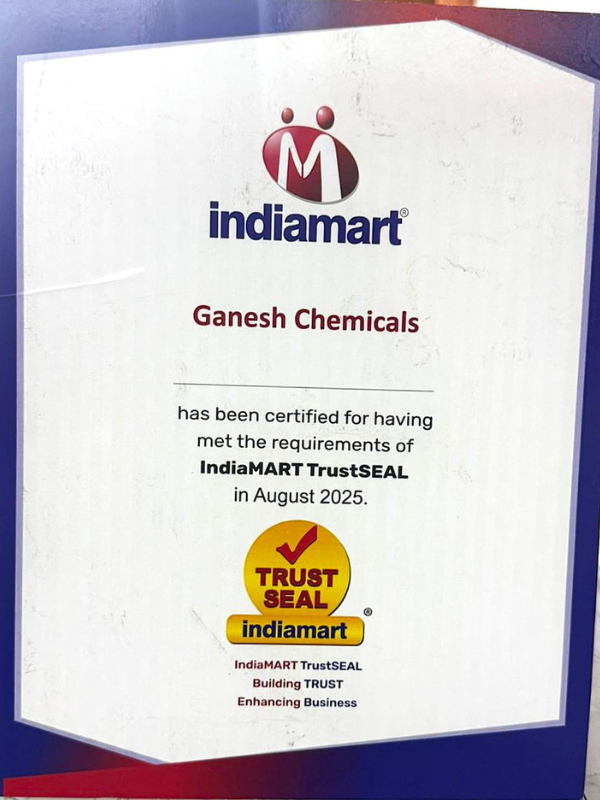 M
indiamart®
Ganesh Chemicals
has been certified for having
met the requirements of
IndiaMART TrustSEAL
in August 2025.
TRUST
SEAL
indiamart®
IndiaMART TrustSEAL
Building TRUST
Enhancing Business